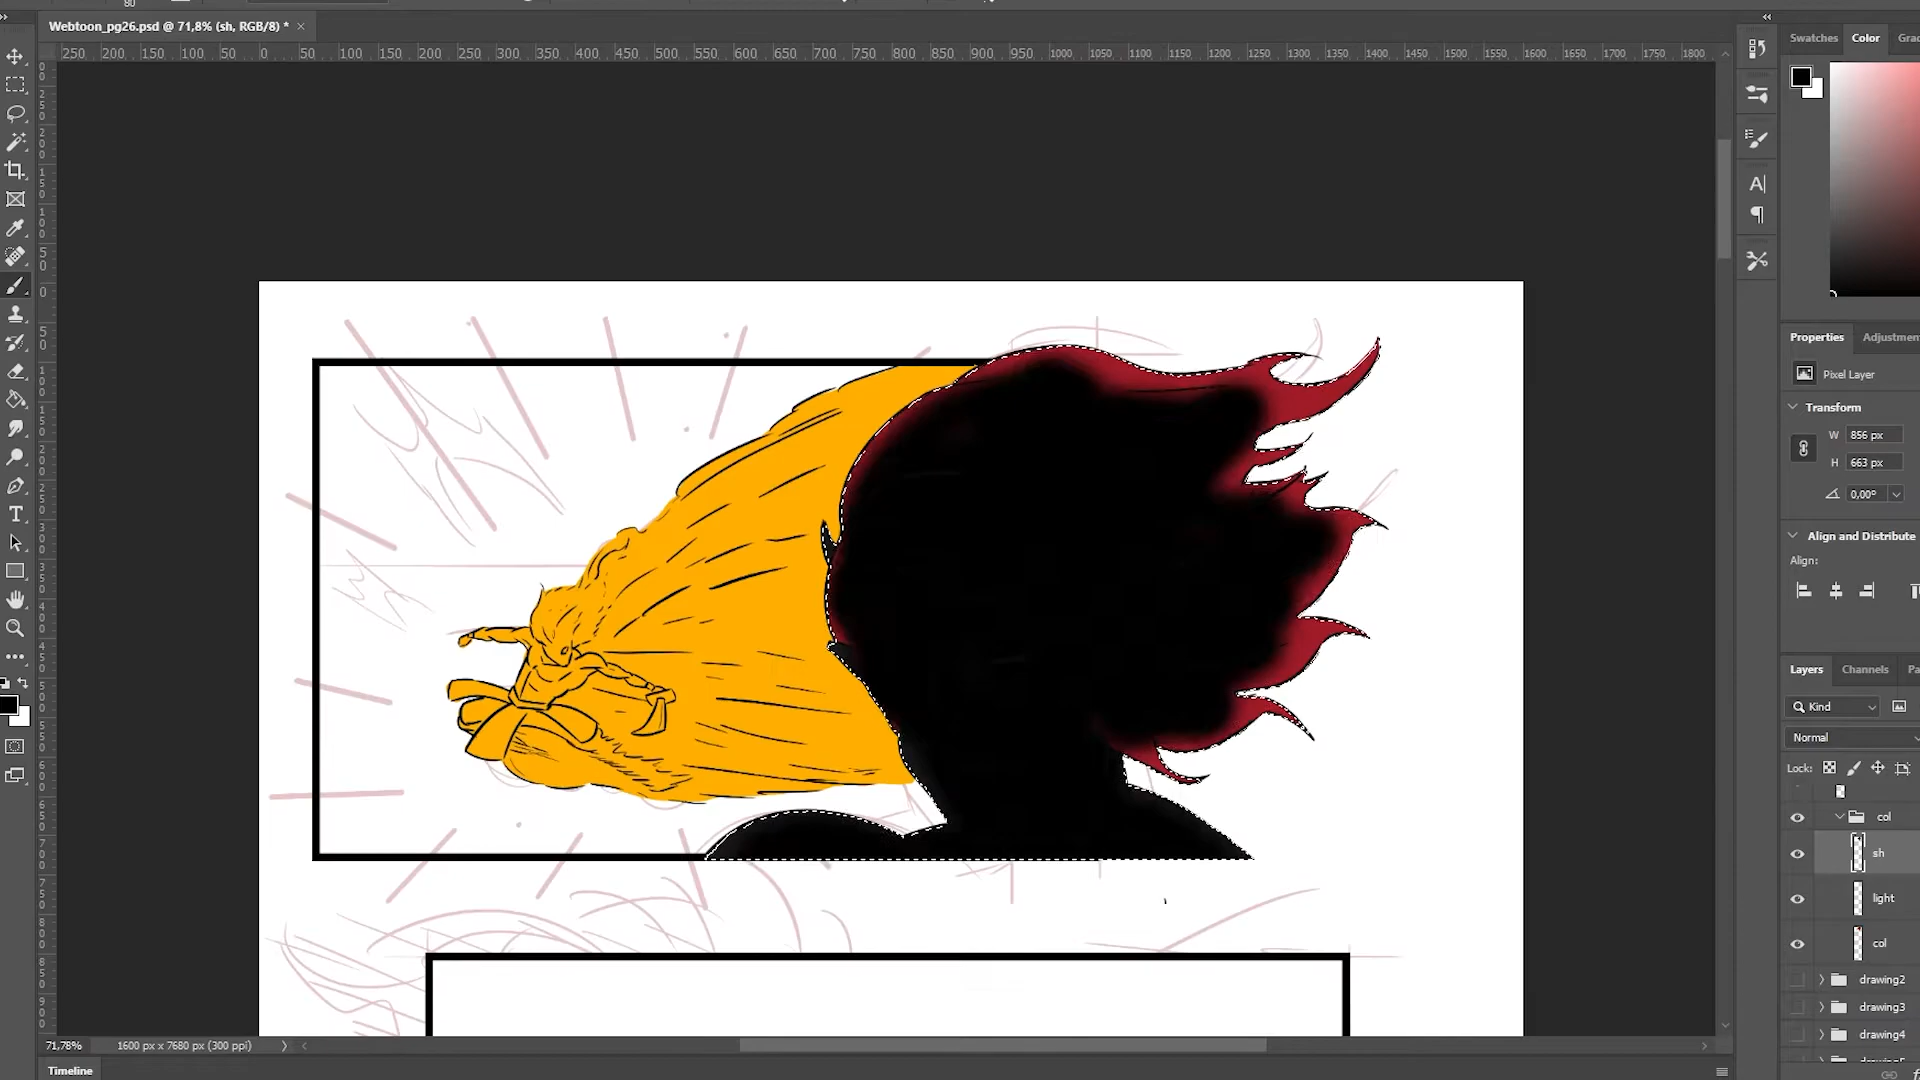 80
Webtoon_pg26.psd @ 71,8% (sh, RGB/8) * ×
250 200 150 100 50 0 50 100 150 200 250 300 350 400 450 500 550 600 650 700 750 800 850 900 950 1000 1050 1100 1150 1200 1250 1300 1350 1400 1450 1500 1550 1600 1650 1700 1750 1800
Swatches Color Grac
Properties Adjustmen
Pixel Layer
Transform
W 856 px
H 663 px
0,00°
Align and Distribute
Align:
Layers Channels Pa
Kind
Normal
Lock:
col
sh
light
col
drawing2
drawing3
drawing4
71,78% 1600 px x 7680 px (300 ppi)
Timeline